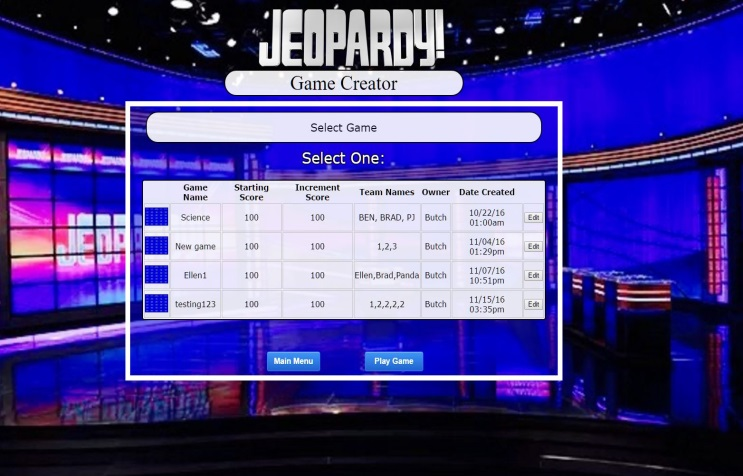 JEOPARDY!
Game Creator
Select Game
Select One:
Game Name Starting Score Increment Score Team Names Owner Date Created
Science 100 100 BEN, BRAD, PJ Butch 10/22/16 01:00am Edit
New game 100 100 1,2,3 Butch 11/04/16 01:29pm Edit
Ellen1 100 100 Ellen,Brad,Panda Butch 11/07/16 10:51pm Edit
testing123 100 100 1,2,2,2,2 Butch 11/15/16 03:35pm Edit
Main Menu Play Game